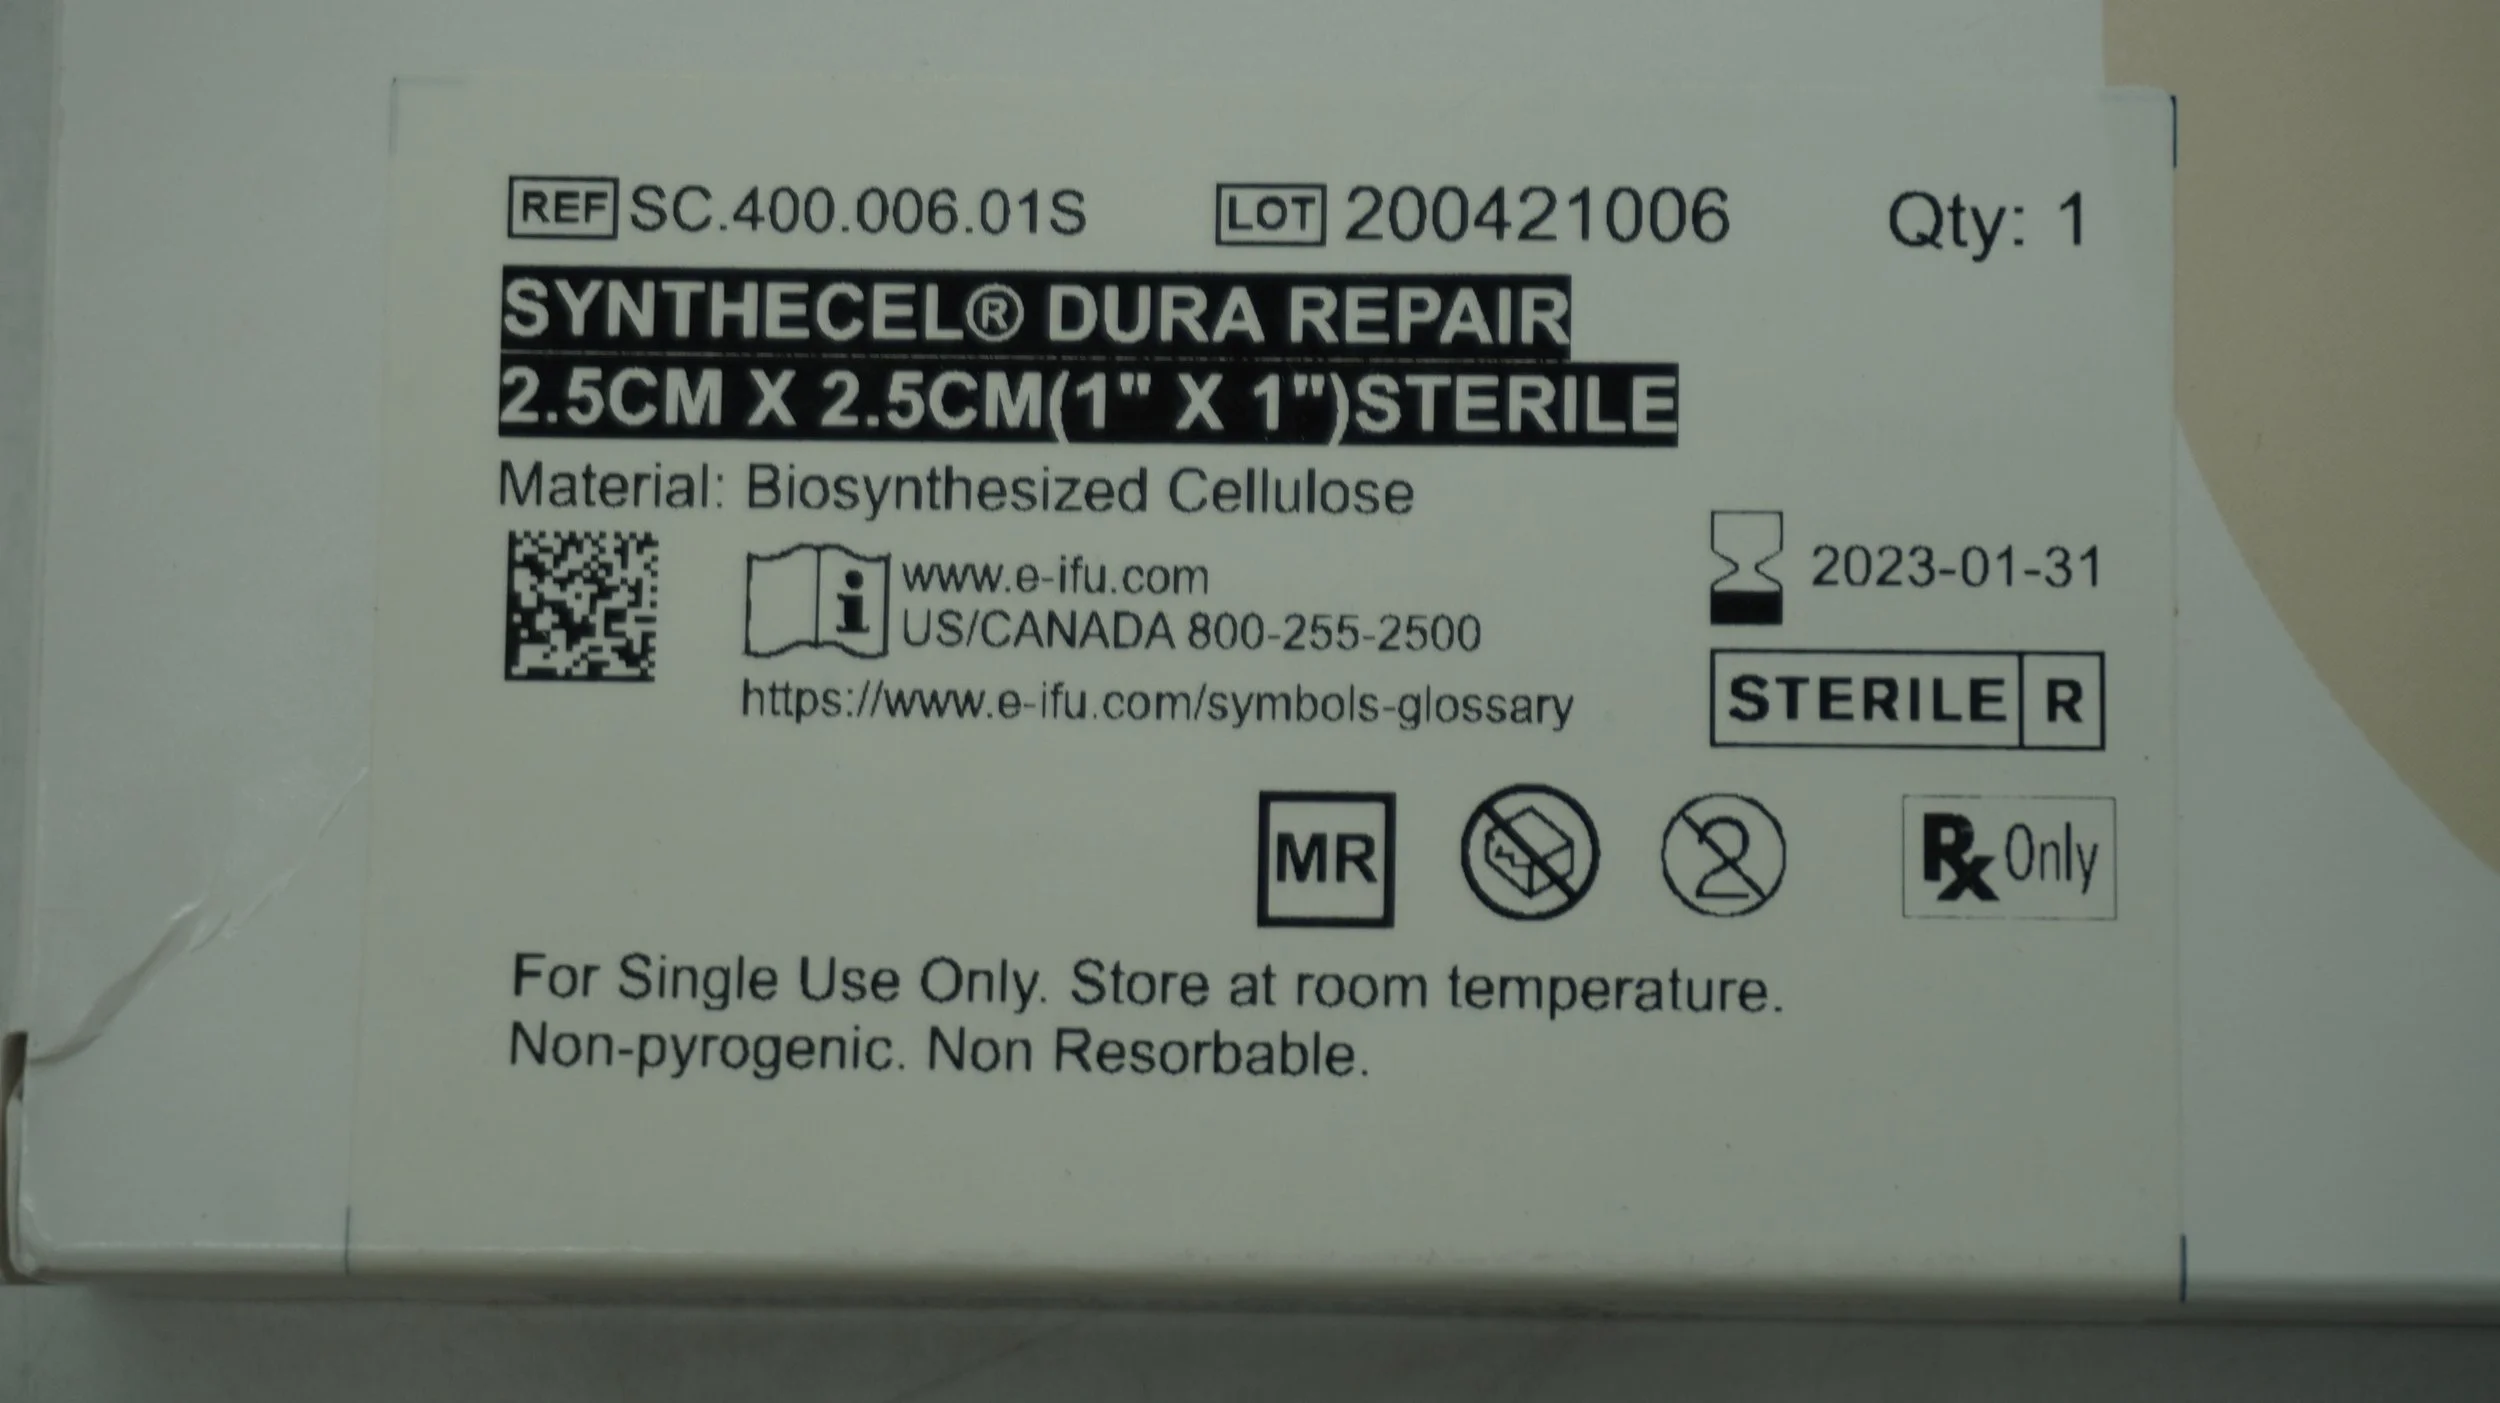 REF SC.400.006.01S LOT 200421006 Qty: 1
SYNTHECEL® DURA REPAIR
2.5CM X 2.5CM(1" X 1")STERILE
Material: Biosynthesized Cellulose
i www.e-ifu.com
US/CANADA 800-255-2500
2023-01-31
https://www.e-ifu.com/symbols-glossary
STERILE R
MR 2 Rx Only
For Single Use Only. Store at room temperature.
Non-pyrogenic. Non Resorbable.